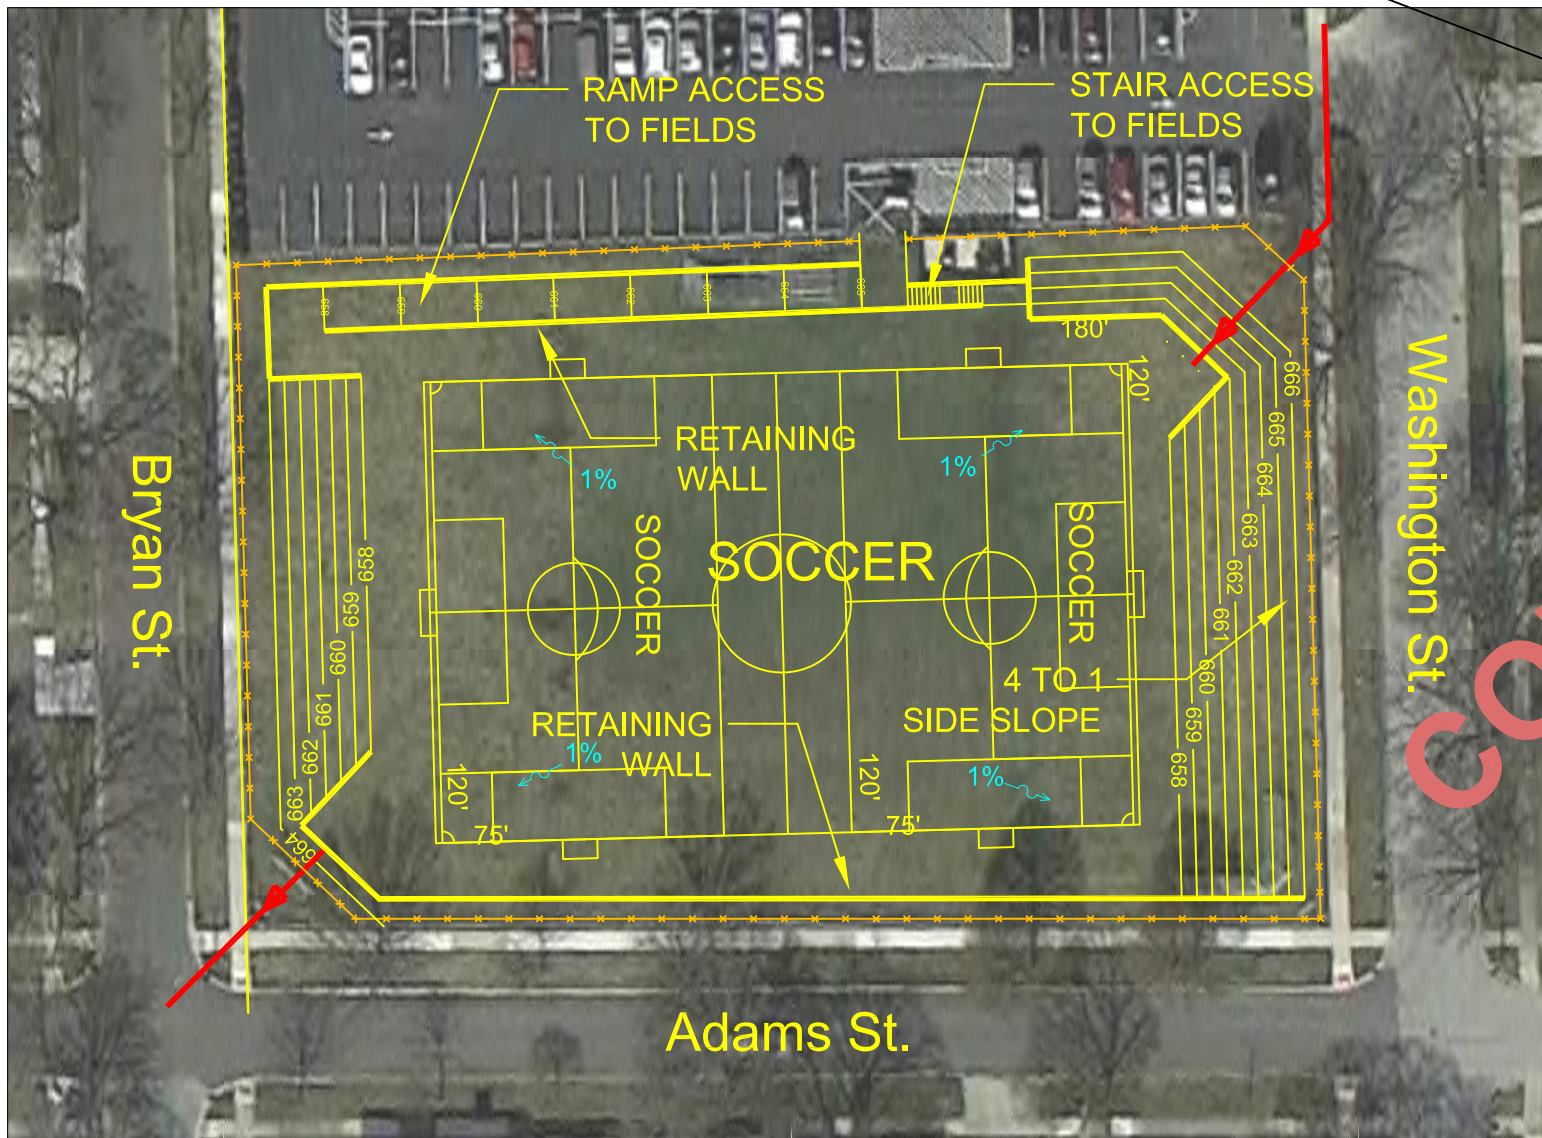 RAMP ACCESS
TO FIELDS
STAIR ACCESS
TO FIELDS
180'
120'
RETAINING
WALL
1%
1%
SOCCER
SOCCER
SOCCER
Bryan St.
Washington St.
658
659
660
661
662
663
664
666
665
664
663
662
661
660
659
658
4 TO 1
SIDE SLOPE
RETAINING
WALL
1%
1%
120'
75'
120'
75'
Adams St.
CO